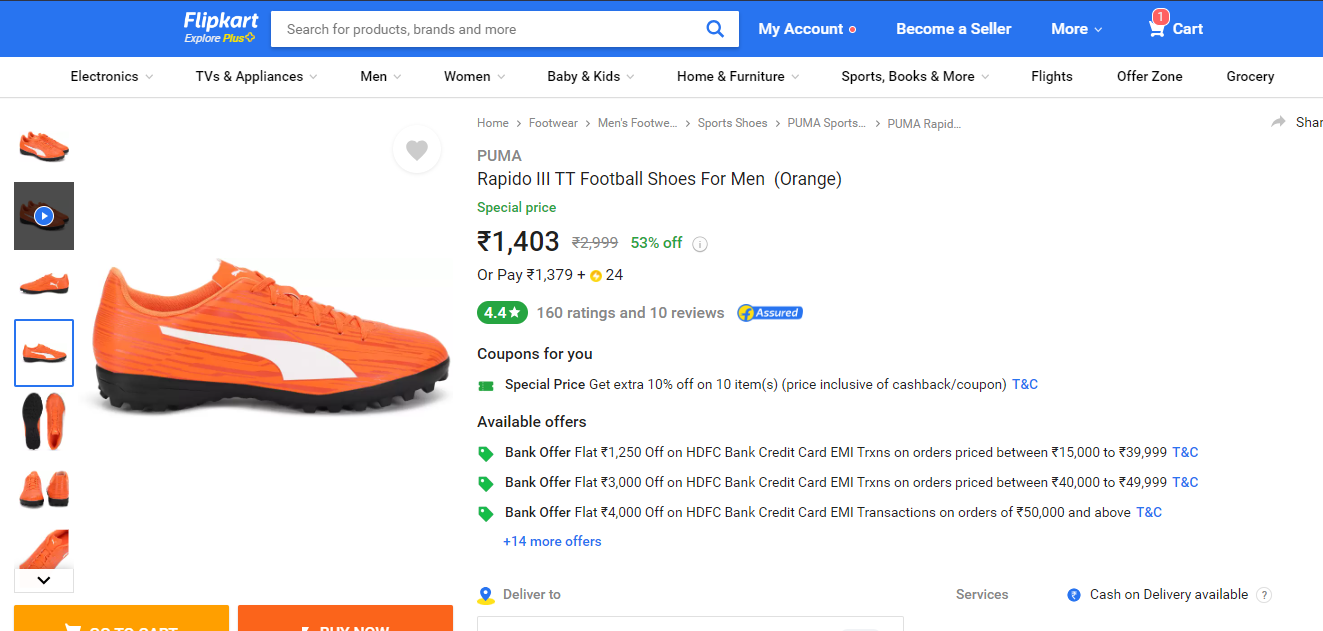 Flipkart
Explore Plus
Search for products, brands and more
My Account
Become a Seller
More
1
Cart
Electronics
TVs & Appliances
Men
Women
Baby & Kids
Home & Furniture
Sports, Books & More
Flights
Offer Zone
Grocery
Home > Footwear > Men's Footwe... > Sports Shoes > PUMA Sports... > PUMA Rapid...
Shar
PUMA
Rapido III TT Football Shoes For Men (Orange)
Special price
₹1,403 ₹2,999 53% off
Or Pay ₹1,379 + 24
4.4★ 160 ratings and 10 reviews Assured
Coupons for you
Special Price Get extra 10% off on 10 item(s) (price inclusive of cashback/coupon) T&C
Available offers
Bank Offer Flat ₹1,250 Off on HDFC Bank Credit Card EMI Trxns on orders priced between ₹15,000 to ₹39,999 T&C
Bank Offer Flat ₹3,000 Off on HDFC Bank Credit Card EMI Trxns on orders priced between ₹40,000 to ₹49,999 T&C
Bank Offer Flat ₹4,000 Off on HDFC Bank Credit Card EMI Transactions on orders of ₹50,000 and above T&C
+14 more offers
Deliver to
Services
₹ Cash on Delivery available ?
GO TO CART
BUY NOW